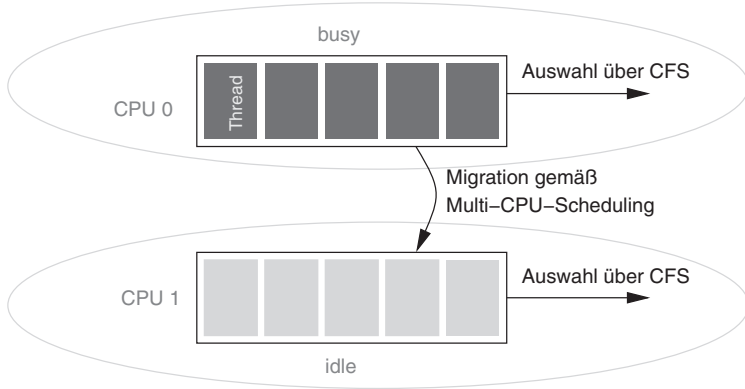 busy
CPU 0
Thread
Auswahl über CFS
Migration gemäß
Multi−CPU−Scheduling
CPU 1
Auswahl über CFS
idle